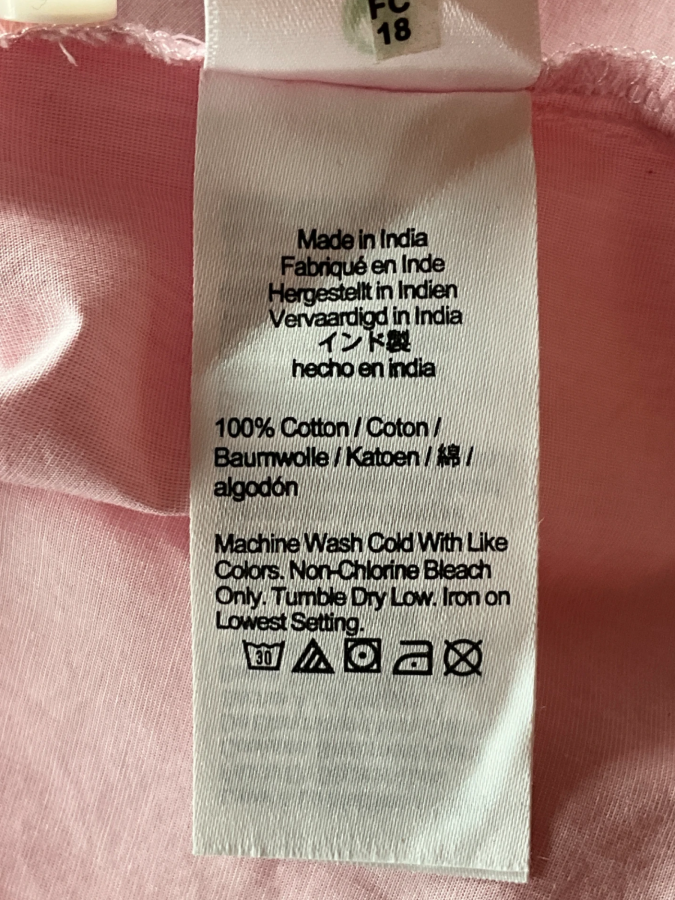 FC
18
Made in India
Fabriqué en Inde
Hergestellt in Indien
Vervaardigd in India
インド製
hecho en india
100% Cotton / Coton /
Baumwolle / Katoen / 綿 /
algodón
Machine Wash Cold With Like
Colors. Non-Chlorine Bleach
Only. Tumble Dry Low. Iron on
Lowest Setting.
30